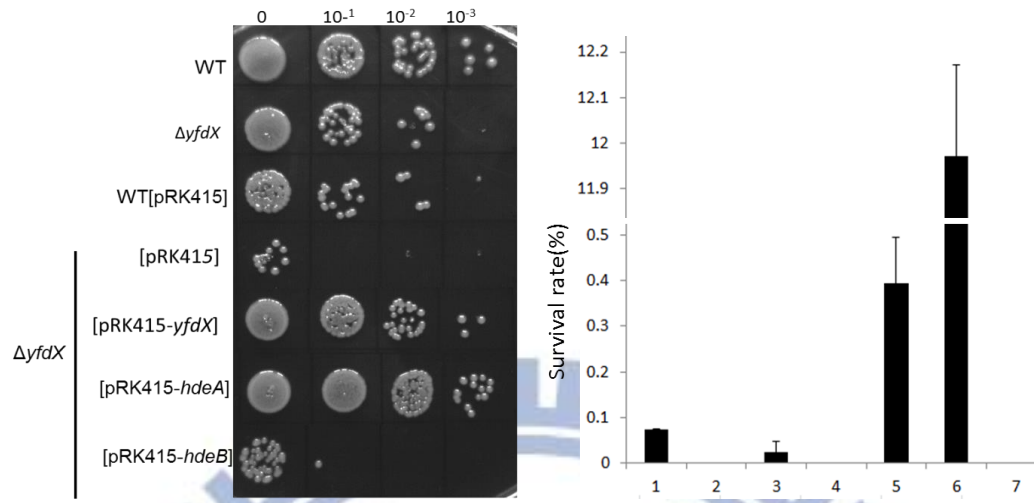 0 10-¹ 10⁻² 10⁻³
WT
ΔyfdX
WT[pRK415]
[pRK415]
[pRK415-yfdX]
ΔyfdX
[pRK415-hdeA]
[pRK415-hdeB]
Survival rate(%)
12.2
12.1
12
11.9
0.5
0.4
0.3
0.2
0.1
0
1 2 3 4 5 6 7